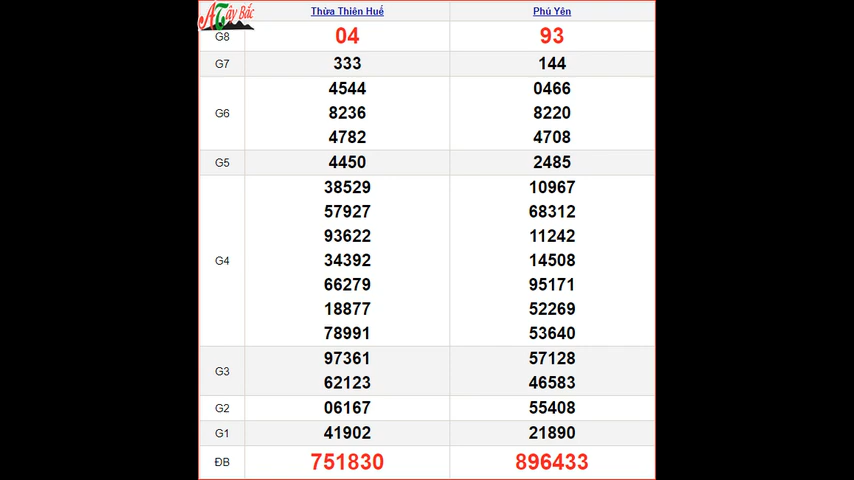 ATây Bắc
Thừa Thiên Huế Phú Yên
G8 04 93
G7 333 144
4544 0466
G6 8236 8220
4782 4708
G5 4450 2485
38529 10967
57927 68312
93622 11242
G4 34392 14508
66279 95171
18877 52269
78991 53640
97361 57128
G3
62123 46583
G2 06167 55408
G1 41902 21890
ĐB 751830 896433